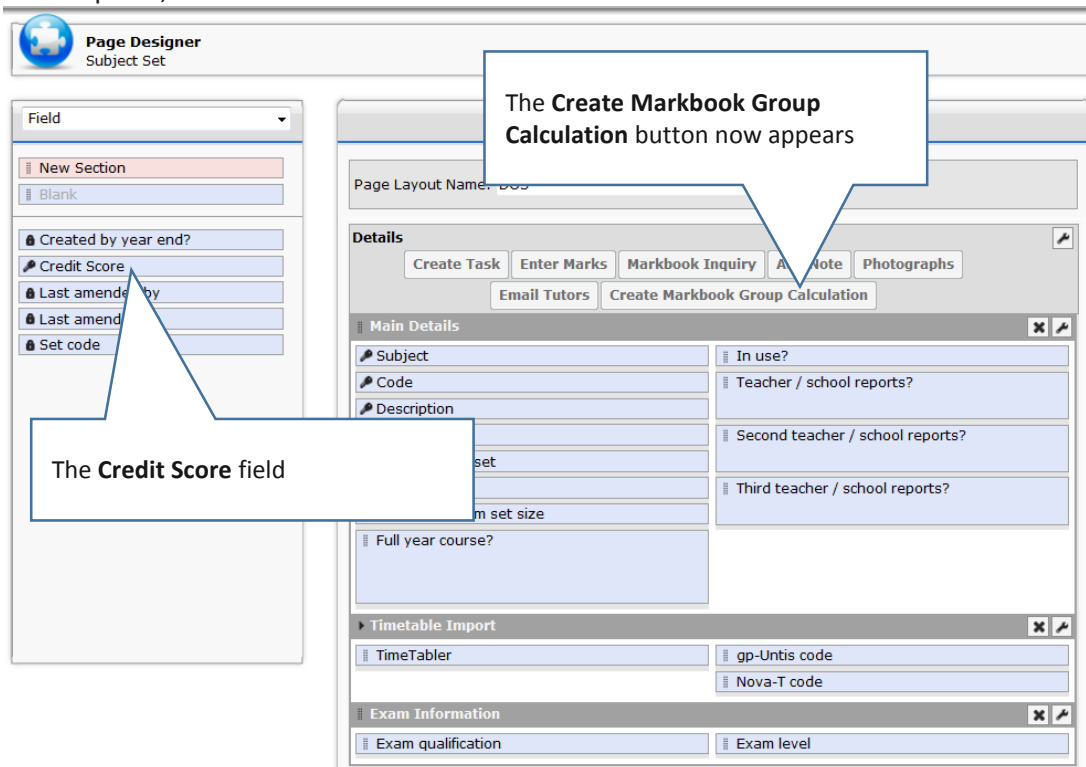 Page Designer
Subject Set
The Create Markbook Group
Calculation button now appears
Field
New Section
Blank
Created by year end?
Credit Score
Last amended by
Last amend
Set code
The Credit Score field
Page Layout Name:
Details
Create Task Enter Marks Markbook Inquiry Note Photographs
Email Tutors Create Markbook Group Calculation
Main Details
Subject
In use?
Code
Teacher / school reports?
Description
Second teacher / school reports?
set
Third teacher / school reports?
set size
Full year course?
Timetable Import
TimeTabler
gp-Untis code
Nova-T code
Exam Information
Exam qualification
Exam level